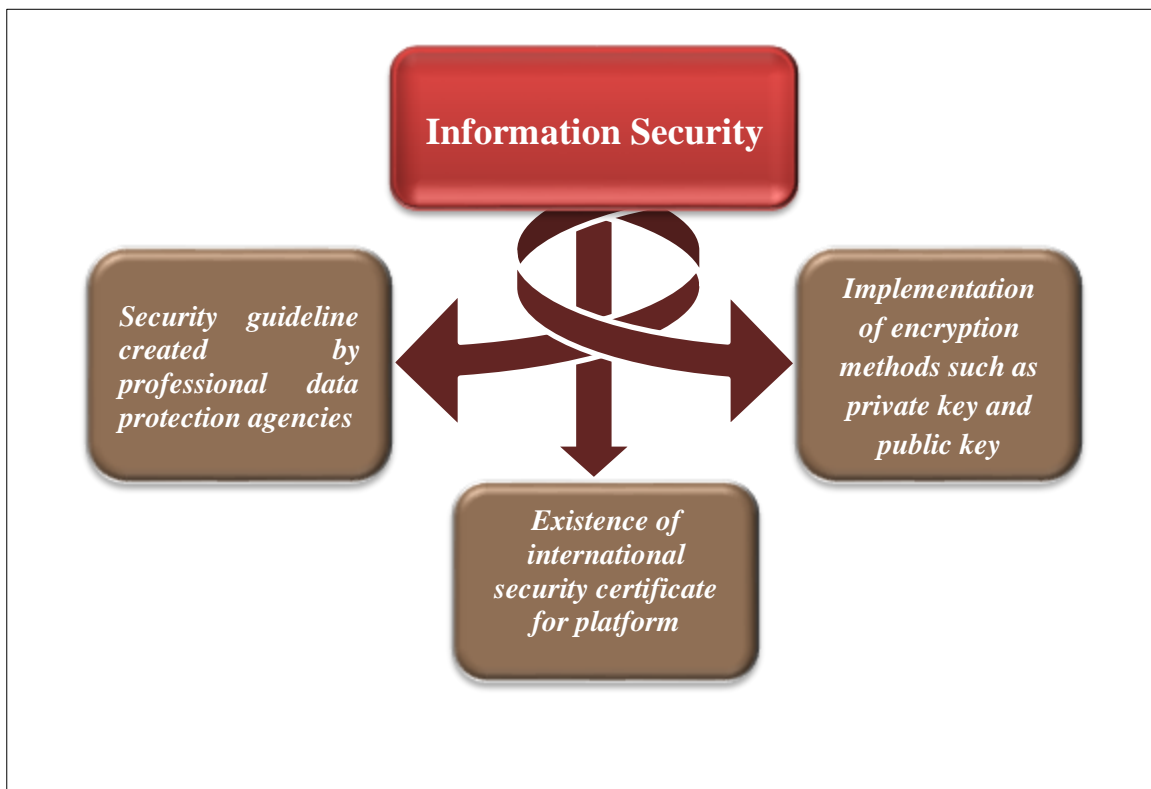 Information Security
Security guideline
created by
professional data
protection agencies
Implementation
of encryption
methods such as
private key and
public key
Existence of
international
security certificate
for platform